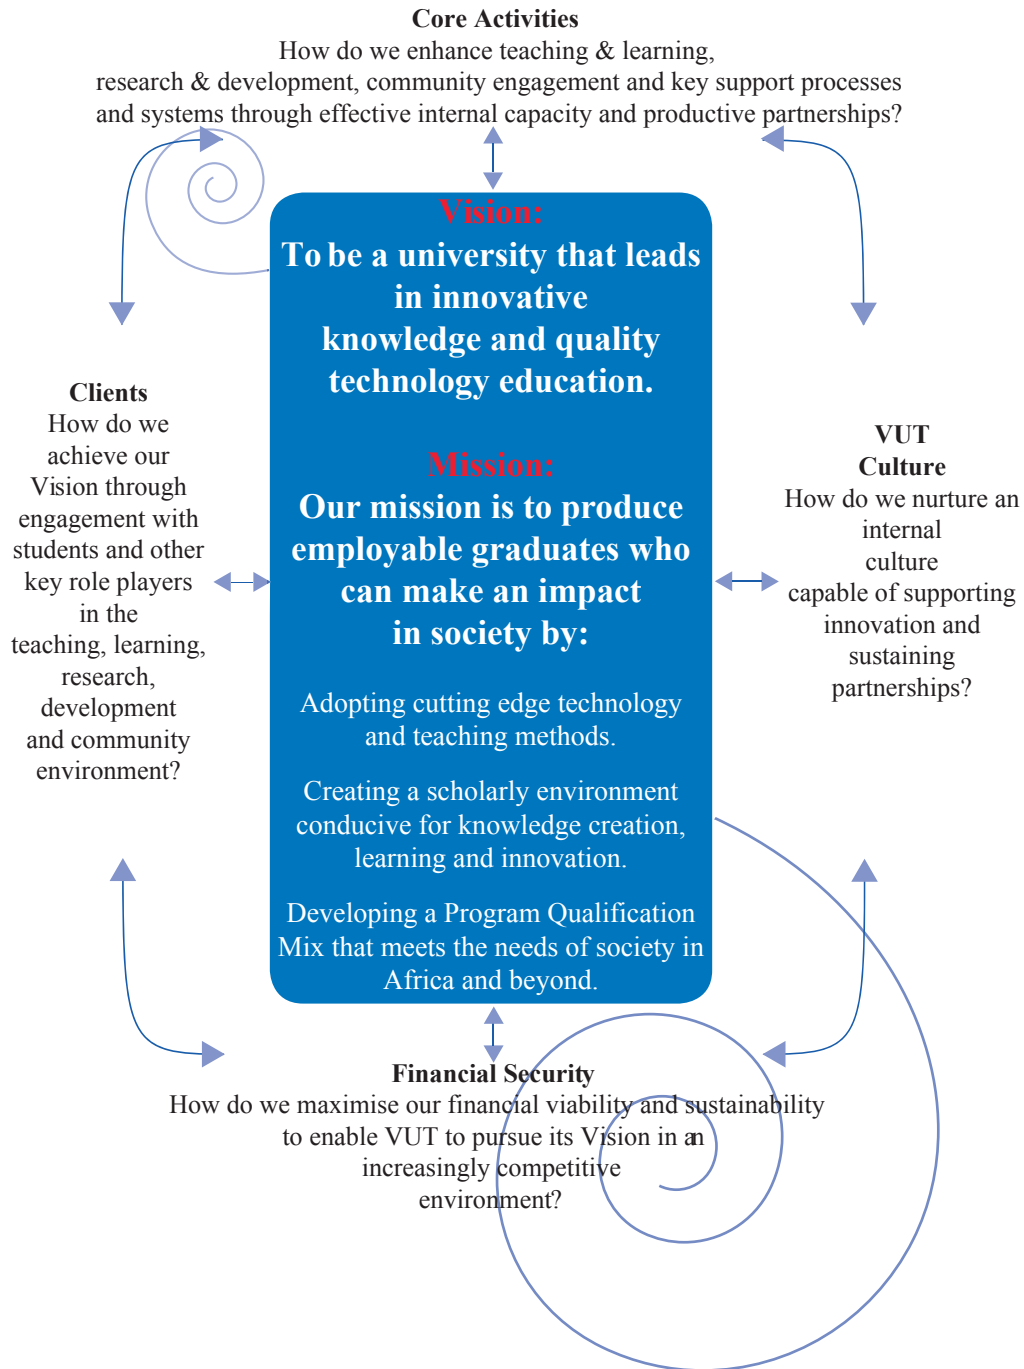 Core Activities
How do we enhance teaching & learning,
research & development, community engagement and key support processes
and systems through effective internal capacity and productive partnerships?
Vision:
To be a university that leads
in innovative
knowledge and quality
technology education.
Mission:
Our mission is to produce
employable graduates who
can make an impact
in society by:
Adopting cutting edge technology
and teaching methods.
Creating a scholarly environment
conducive for knowledge creation,
learning and innovation.
Developing a Program Qualification
Mix that meets the needs of society in
Africa and beyond.
Clients
How do we
achieve our
Vision through
engagement with
students and other
key role players
in the
teaching, learning,
research,
development
and community
environment?
VUT
Culture
How do we nurture an
internal
culture
capable of supporting
innovation and
sustaining
partnerships?
Financial Security
How do we maximise our financial viability and sustainability
to enable VUT to pursue its Vision in an
increasingly competitive
environment?